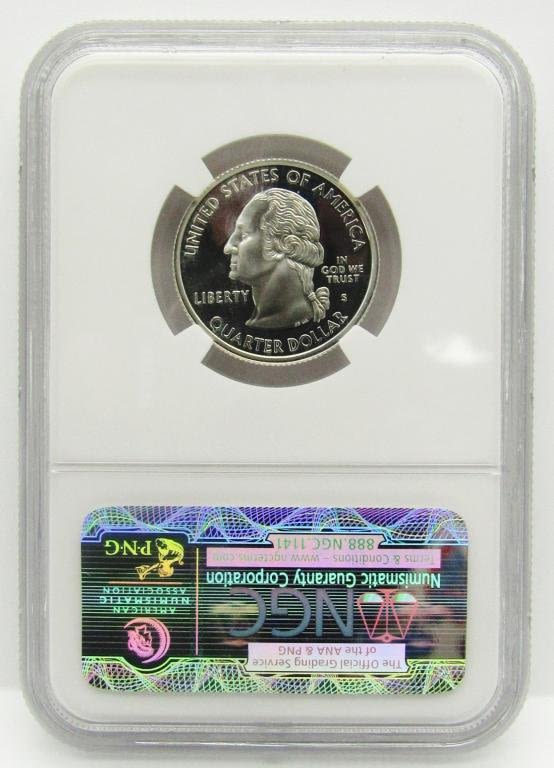 UNITED STATES OF AMERICA
LIBERTY
IN
GOD WE
TRUST
S
QUARTER DOLLAR
The Official Grading Service
of the ANA & PNG
NGC
Numismatic Guaranty Corporation
Terms & Conditions – www.ngcterms.com
888.NGC.1141
AMERICAN
NUMISMATIC
ASSOCIATION
P·N·G